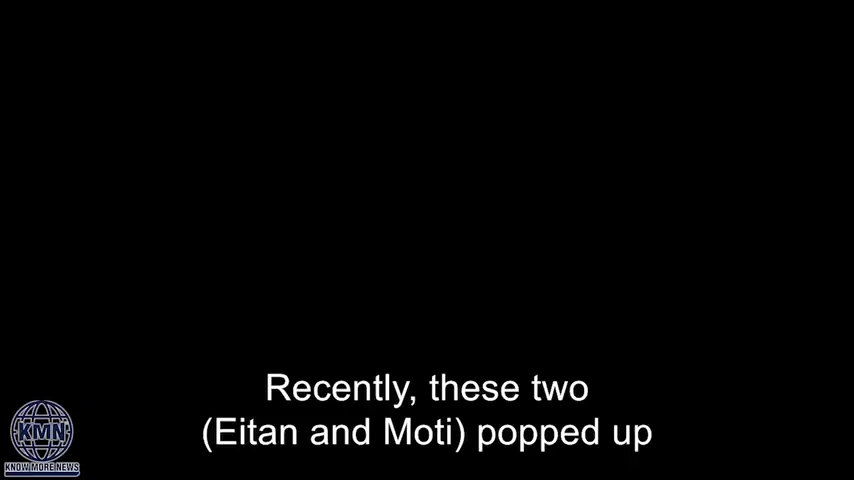 Recently, these two
(Eitan and Moti) popped up
KMN
KNOW MORE NEWS